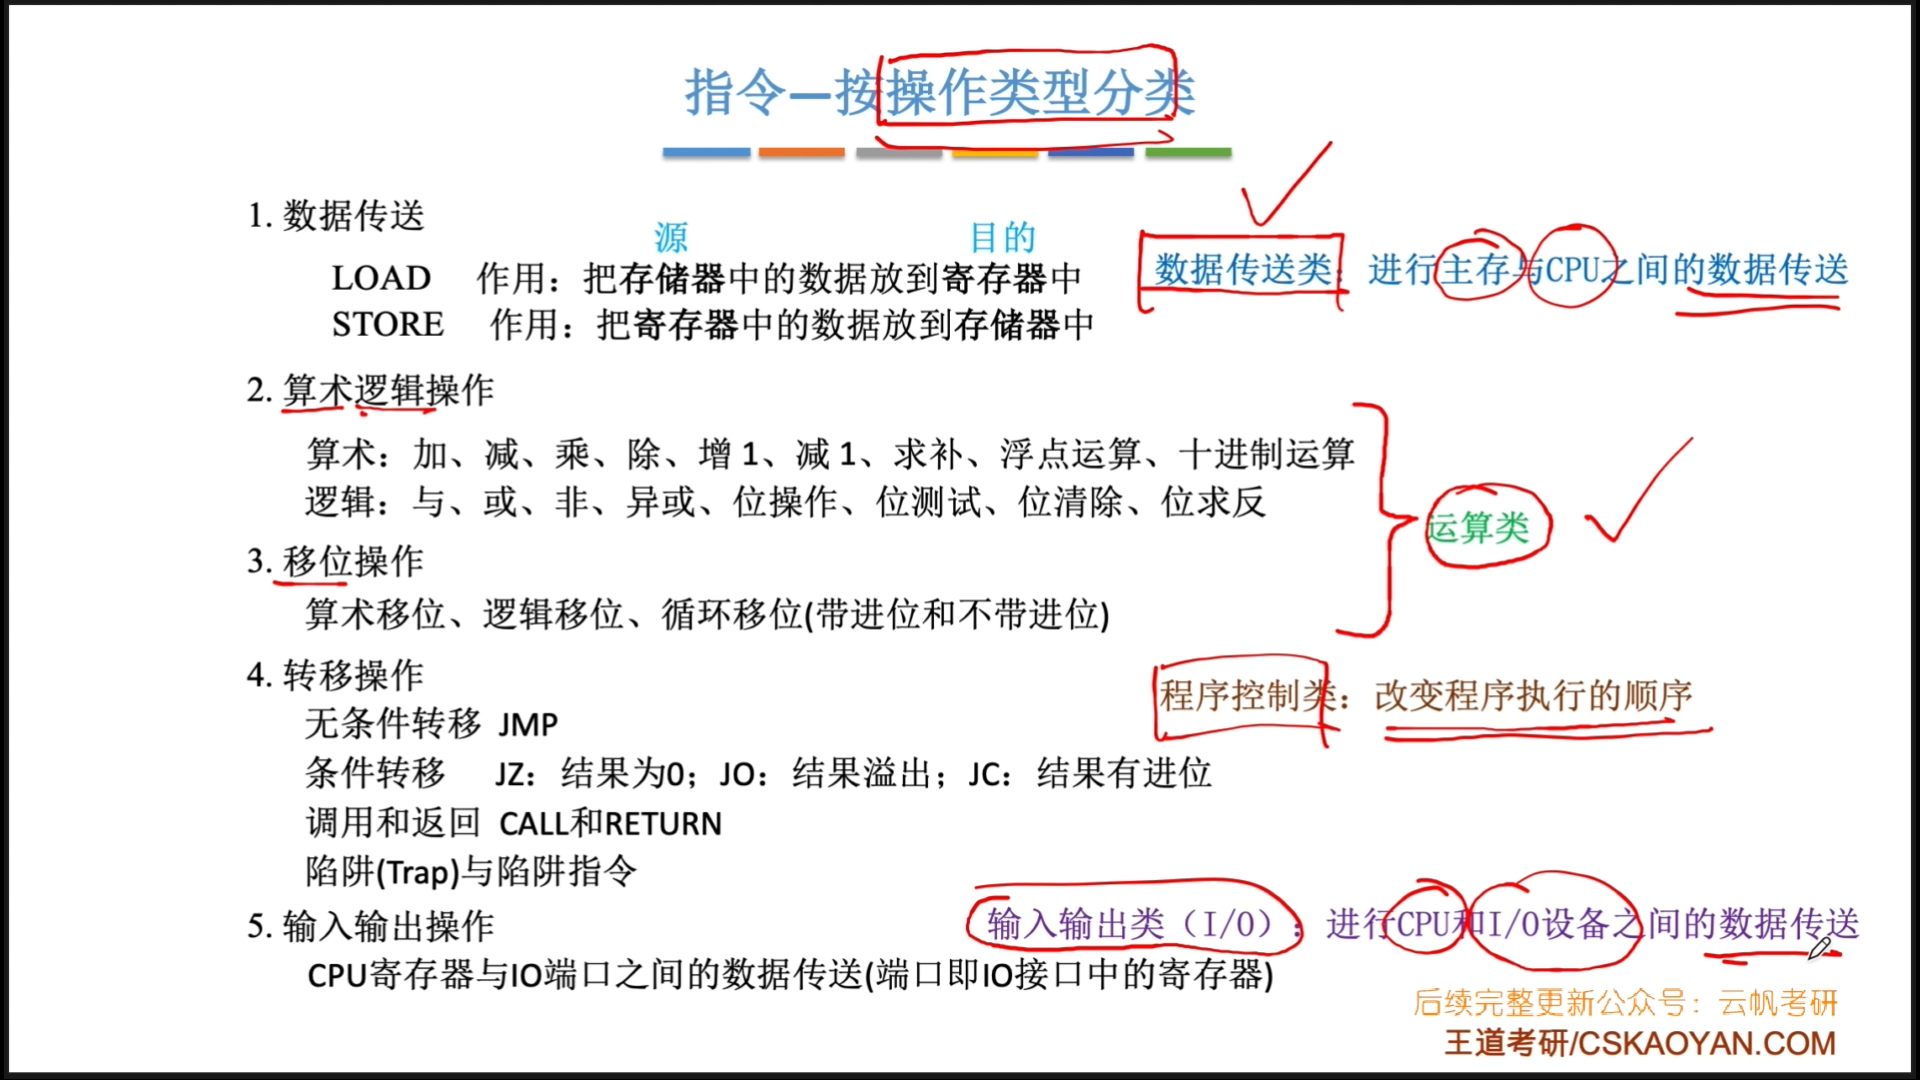 指令—按操作类型分类
1. 数据传送
源 目的
数据传送类：进行主存与CPU之间的数据传送
LOAD 作用：把存储器中的数据放到寄存器中
STORE 作用：把寄存器中的数据放到存储器中
2. 算术逻辑操作
算术：加、减、乘、除、增 1、减 1、求补、浮点运算、十进制运算
逻辑：与、或、非、异或、位操作、位测试、位清除、位求反
运算类
3. 移位操作
算术移位、逻辑移位、循环移位(带进位和不带进位)
4. 转移操作
程序控制类：改变程序执行的顺序
无条件转移 JMP
条件转移 JZ：结果为0；JO：结果溢出；JC：结果有进位
调用和返回 CALL和RETURN
陷阱(Trap)与陷阱指令
5. 输入输出操作
输入输出类（I/O）：进行CPU和I/O设备之间的数据传送
CPU寄存器与IO端口之间的数据传送(端口即IO接口中的寄存器)
后续完整更新公众号：云帆考研
王道考研/CSKAOYAN.COM